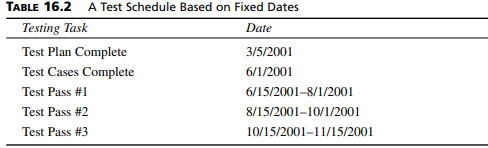 TABLE 16.2 A Test Schedule Based on Fixed Dates
Testing Task Date
Test Plan Complete 3/5/2001
Test Cases Complete 6/1/2001
Test Pass #1 6/15/2001–8/1/2001
Test Pass #2 8/15/2001–10/1/2001
Test Pass #3 10/15/2001–11/15/2001